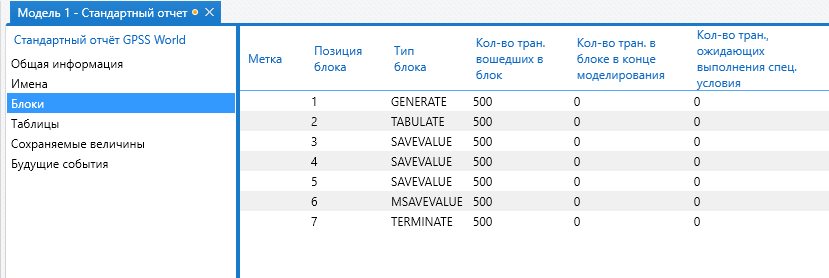 Модель 1 - Стандартный отчет
Стандартный отчёт GPSS World
Общая информация
Имена
Блоки
Таблицы
Сохраняемые величины
Будущие события
Метка
Позиция
блока
Тип
блока
Кол-во тран.
вошедших в
блок
Кол-во тран. в
блоке в конце
моделирования
Кол-во тран.,
ожидающих
выполнения спец.
условия
1 GENERATE 500 0 0
2 TABULATE 500 0 0
3 SAVEVALUE 500 0 0
4 SAVEVALUE 500 0 0
5 SAVEVALUE 500 0 0
6 MSAVEVALUE 500 0 0
7 TERMINATE 500 0 0